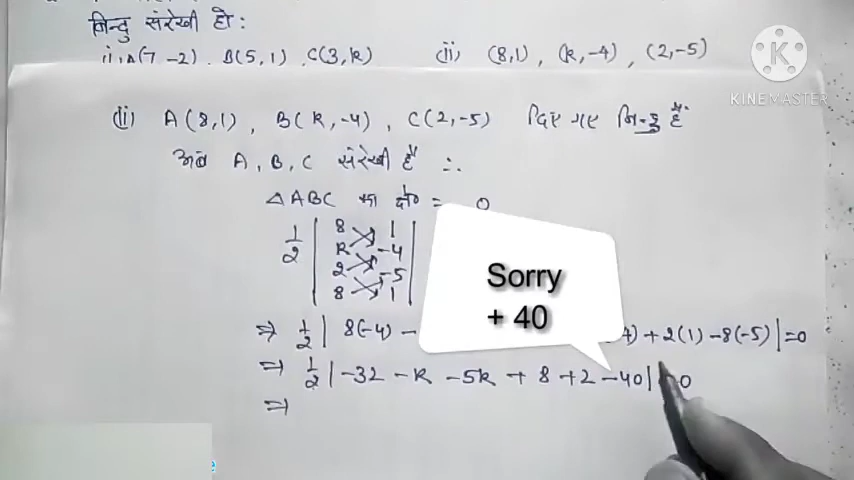 बिन्दु संरेखी हो :
(i) A(7, -2) , B(5, 1) , C(3, k) (ii) (8, 1) , (k, -4) , (2, -5)
KINEMASTER
(ii) A (8, 1) , B( k, -4) , C(2, -5) दिए गए बिन्दु हैं
अब A , B, C संरेखी हैं ∴
△ABC का क्षे० = 0
1/2 | 8 1
k -4
2 -5
8 1 |
Sorry
+ 40
⇒ 1/2 | 8(-4) - +2(1) -8(-5)| =0
⇒ 1/2 | -32 - k -5k + 8 +2 -40| = 0
⇒